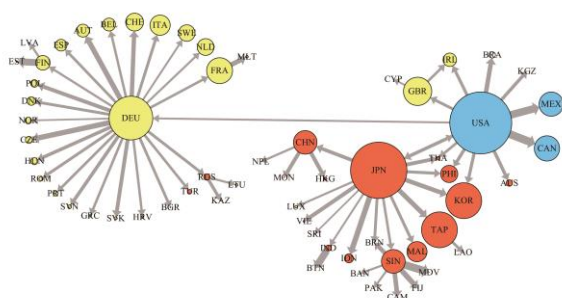 AUT
BEL
CHE
ITA
SWE
NLD
FRA
MLT
ESP
LVA
EST
FIN
POL
DNK
NOR
CZE
HUN
ROM
PRT
SVN
GRC
SVK
HRV
BGR
TUR
ROS
LTU
KAZ
DEU
IRL
BRA
KGZ
CYP
GBR
USA
MEX
CAN
AUS
THA
PHI
CHN
NPL
MON
HKG
JPN
KOR
TAP
LAO
LUX
VIE
SRI
IND
BTN
IDN
BRN
MAL
SIN
MDV
BAN
PAK
CAM
FIJ